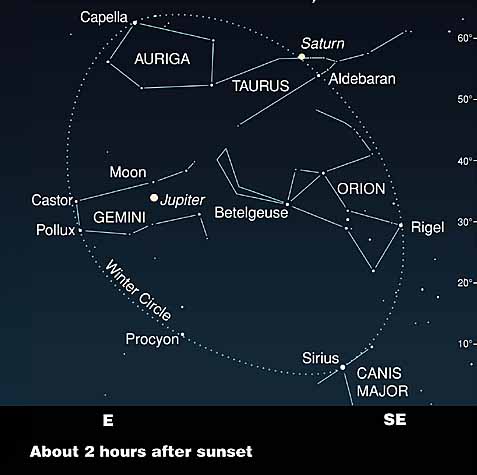 Capella
60°
Saturn
AURIGA
Aldebaran
TAURUS
50°
40°
Moon
Castor
Jupiter
ORION
GEMINI
Betelgeuse
30°
Pollux
Rigel
Winter Circle
20°
Procyon
10°
Sirius
CANIS
MAJOR
E
SE
About 2 hours after sunset